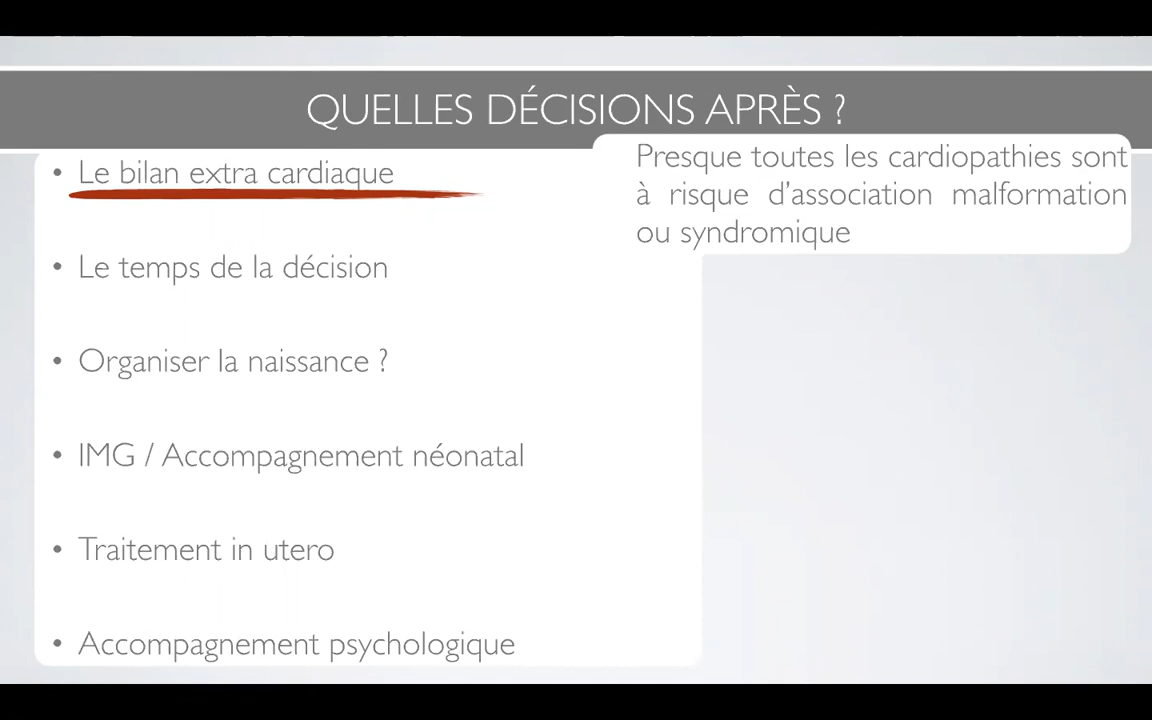 QUELLES DÉCISIONS APRÈS ?
• Le bilan extra cardiaque
• Le temps de la décision
• Organiser la naissance ?
• IMG / Accompagnement néonatal
• Traitement in utero
• Accompagnement psychologique
Presque toutes les cardiopathies sont
à risque d'association malformation
ou syndromique